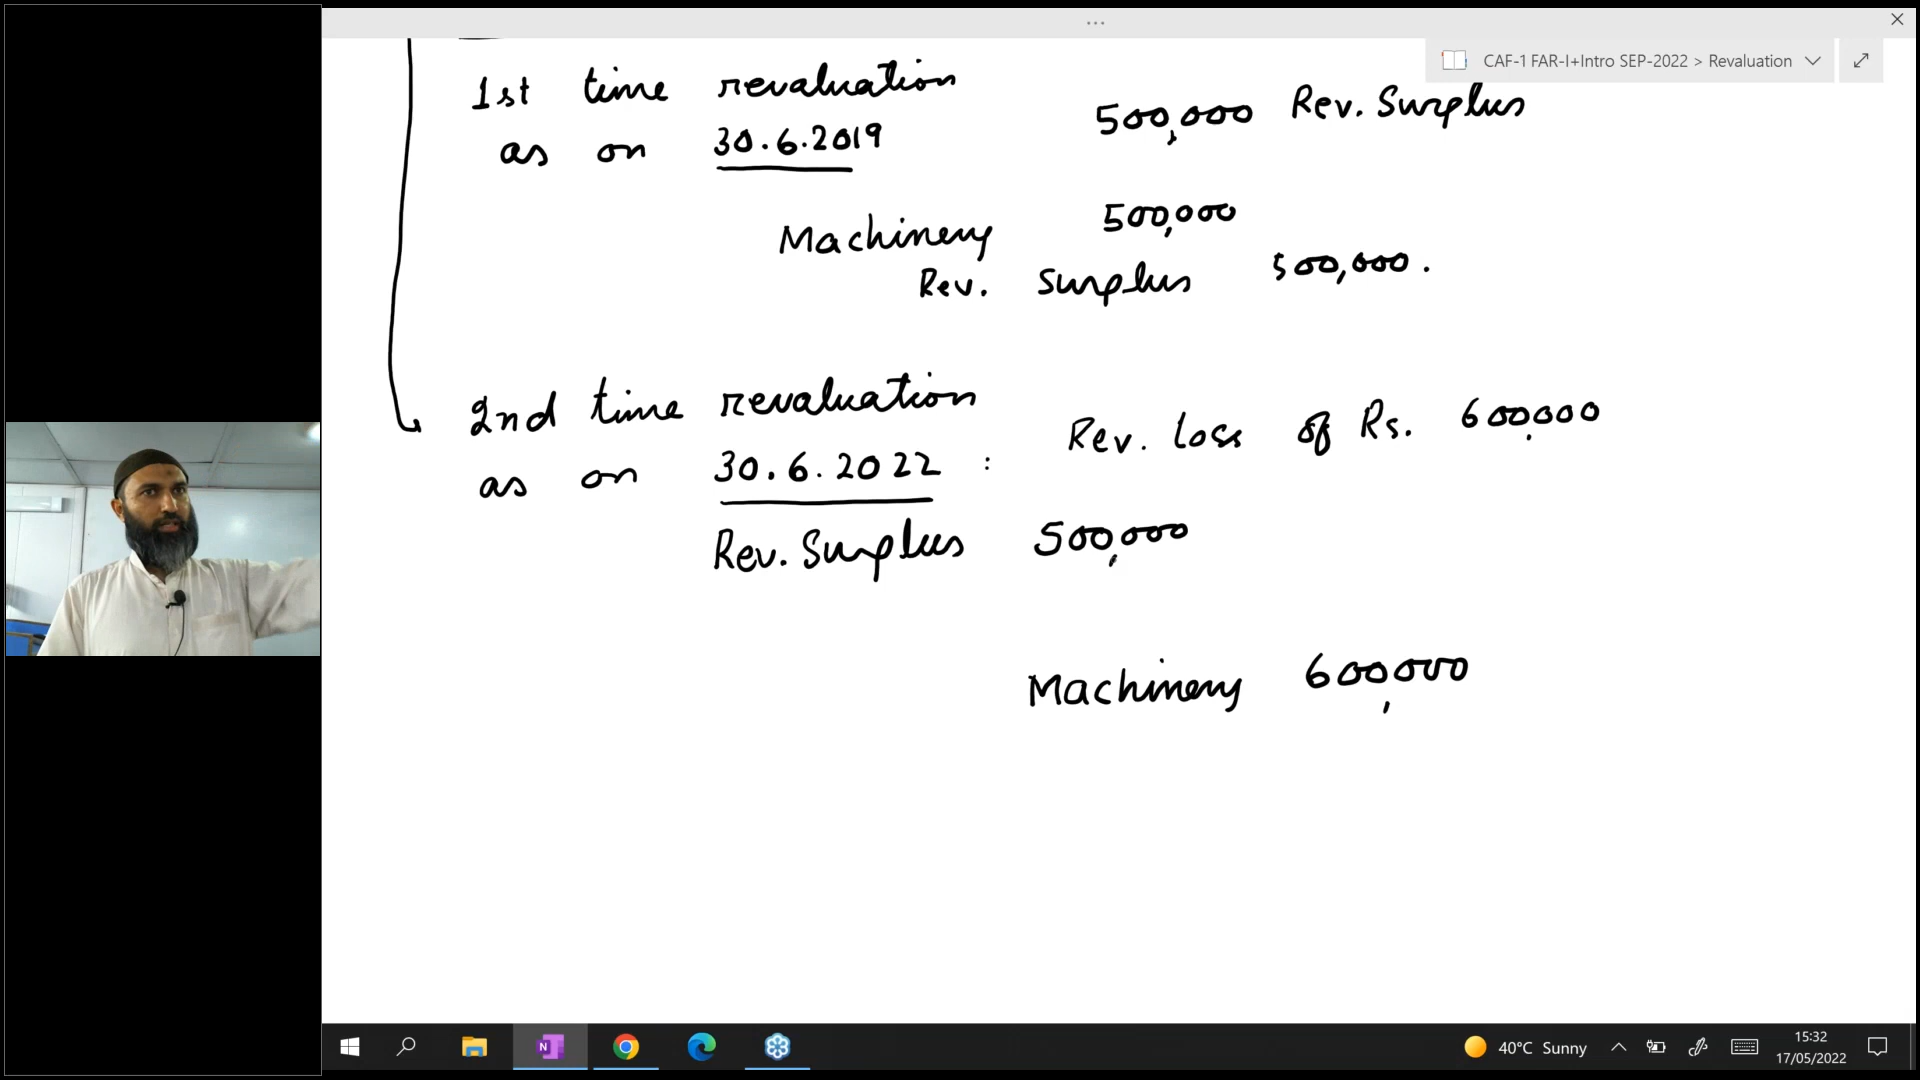 CAF-1 FAR-I+Intro SEP-2022 > Revaluation
1st time revaluation
as on 30.6.2019
500,000 Rev. Surplus
Machinery 500,000
Rev. Surplus 500,000.
2nd time revaluation
as on 30.6.2022 :
Rev. Loss of Rs. 600,000
Rev. Surplus 500,000
Machinery 600,000
40°C Sunny
15:32
17/05/2022